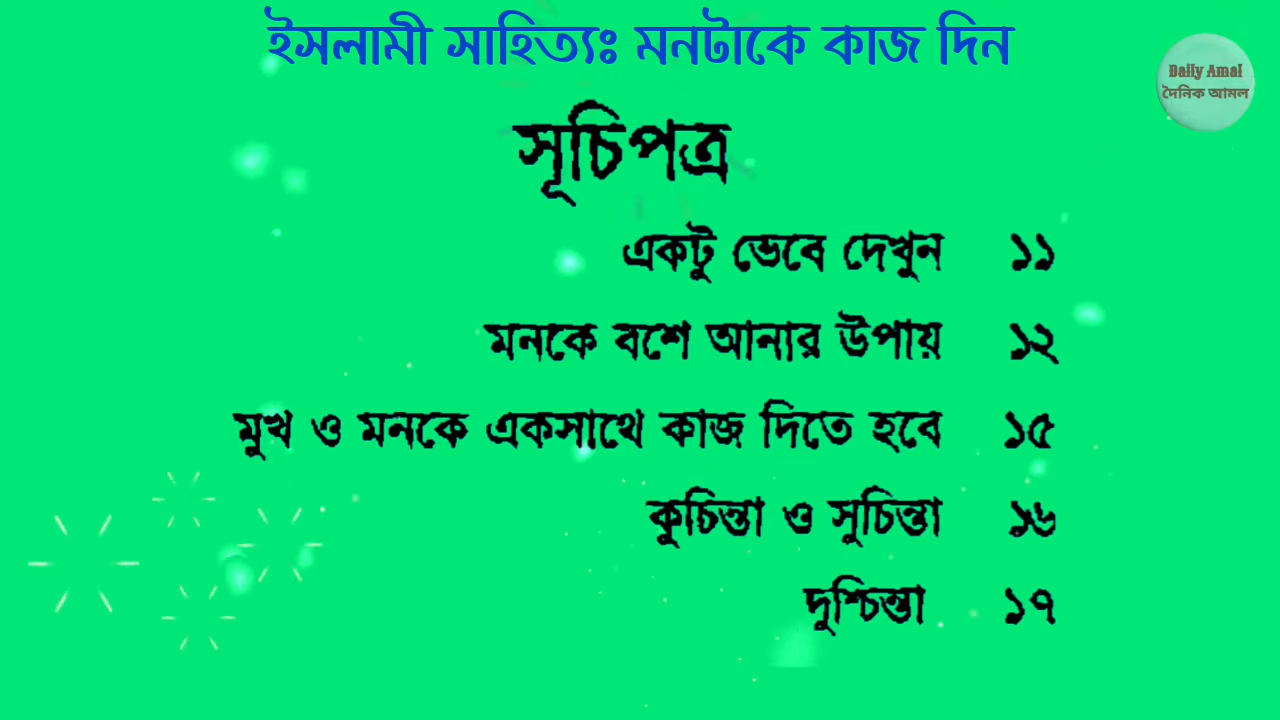 ইসলামী সাহিত্যঃ মনটাকে কাজ দিন
Daily Amal
দৈনিক আমল
সূচিপত্র
একটু ভেবে দেখুন ১১
মনকে বশে আনার উপায় ১২
মুখ ও মনকে একসাথে কাজ দিতে হবে ১৫
কুচিন্তা ও সুচিন্তা ১৬
দুশ্চিন্তা ১৭